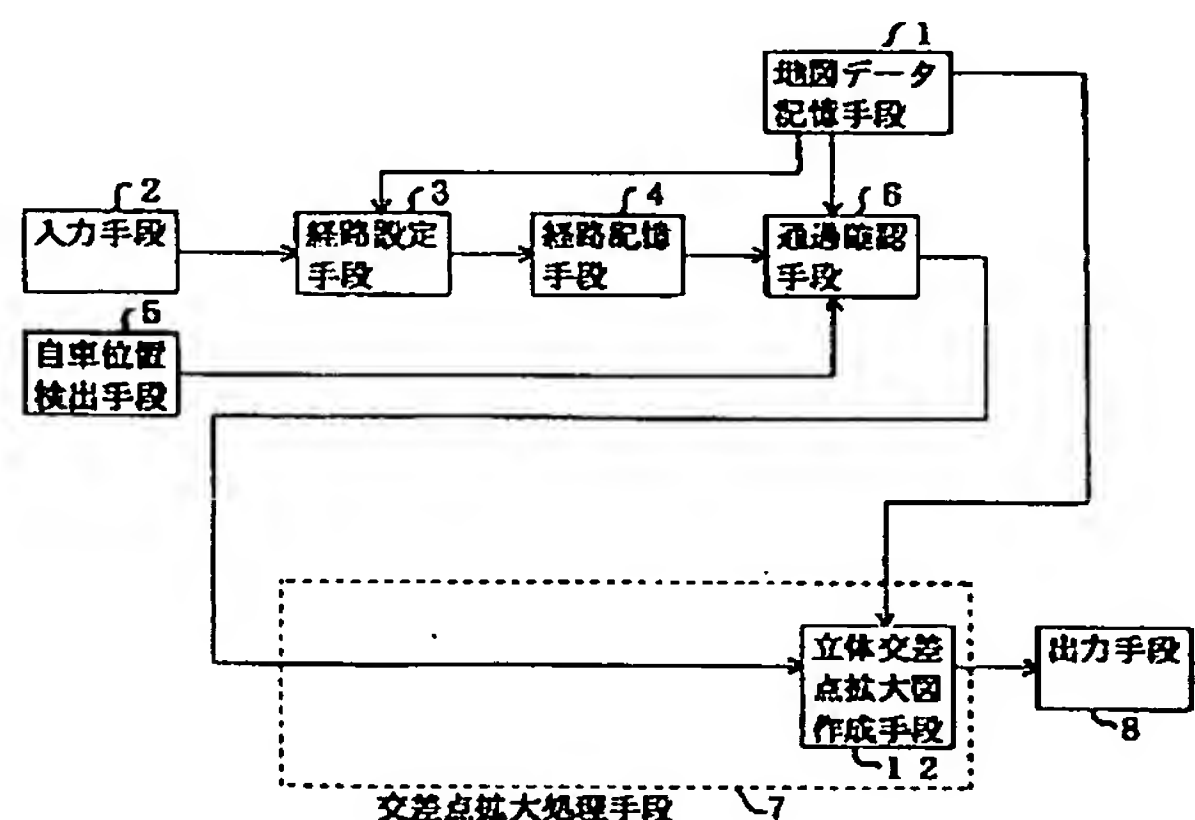 1
地図データ
記憶手段
2
入力手段
3
経路設定
手段
4
経路記憶
手段
6
通過確認
手段
5
自車位置
検出手段
立体交差
点拡大図
作成手段
12
出力手段
8
交差点拡大処理手段
7